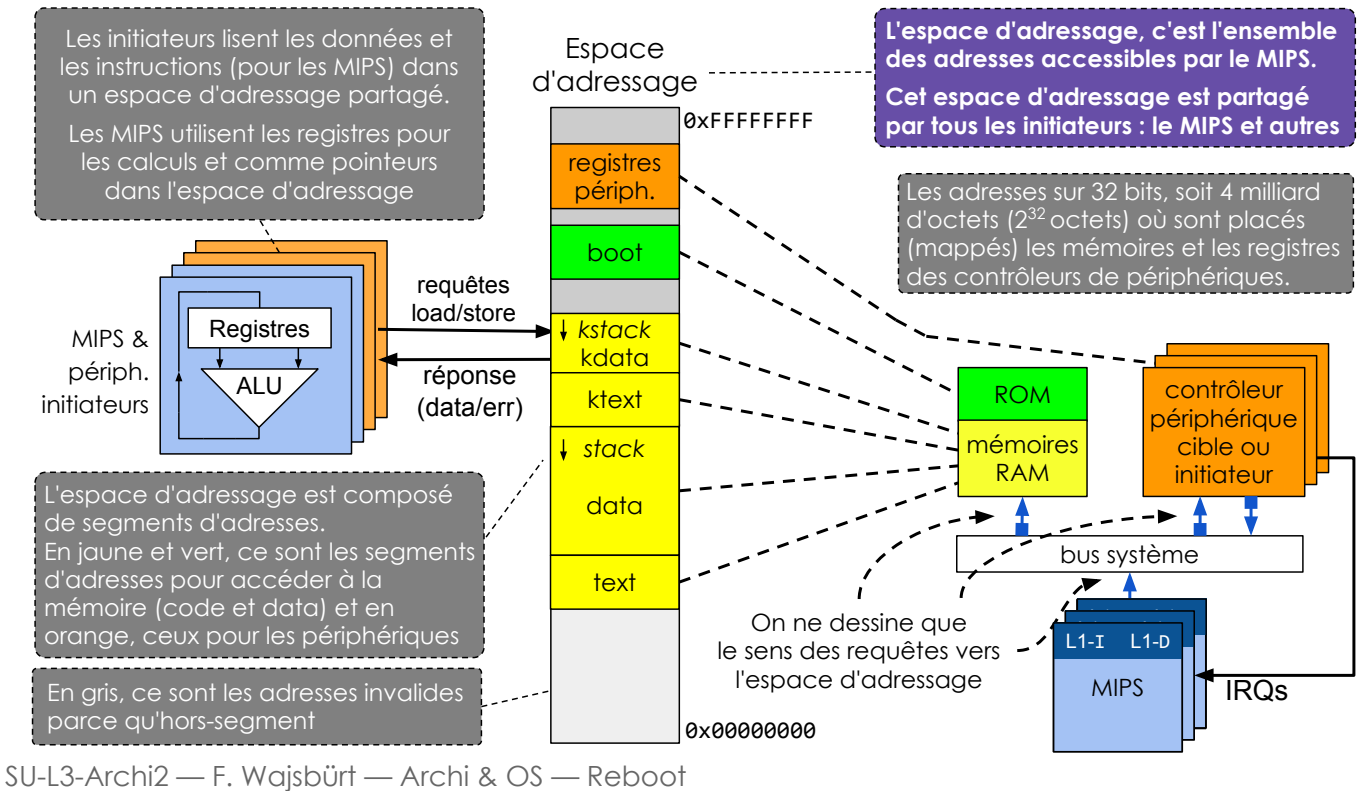 Les initiateurs lisent les données et
les instructions (pour les MIPS) dans
un espace d'adressage partagé.
Les MIPS utilisent les registres pour
les calculs et comme pointeurs
dans l'espace d'adressage
Espace
d'adressage
L'espace d'adressage, c'est l'ensemble
des adresses accessibles par le MIPS.
Cet espace d'adressage est partagé
par tous les initiateurs : le MIPS et autres
0xFFFFFFFF
registres
périph.
boot
↓ kstack
kdata
ktext
↓ stack
data
text
0x00000000
Les adresses sur 32 bits, soit 4 milliard
d'octets (2³² octets) où sont placés
(mappés) les mémoires et les registres
des contrôleurs de périphériques.
MIPS &
périph.
initiateurs
Registres
ALU
requêtes
load/store
réponse
(data/err)
ROM
mémoires
RAM
contrôleur
périphérique
cible ou
initiateur
bus système
L1-I L1-D
MIPS
IRQs
On ne dessine que
le sens des requêtes vers
l'espace d'adressage
L'espace d'adressage est composé
de segments d'adresses.
En jaune et vert, ce sont les segments
d'adresses pour accéder à la
mémoire (code et data) et en
orange, ceux pour les périphériques
En gris, ce sont les adresses invalides
parce qu'hors-segment
SU-L3-Archi2 — F. Wajsbürt — Archi & OS — Reboot